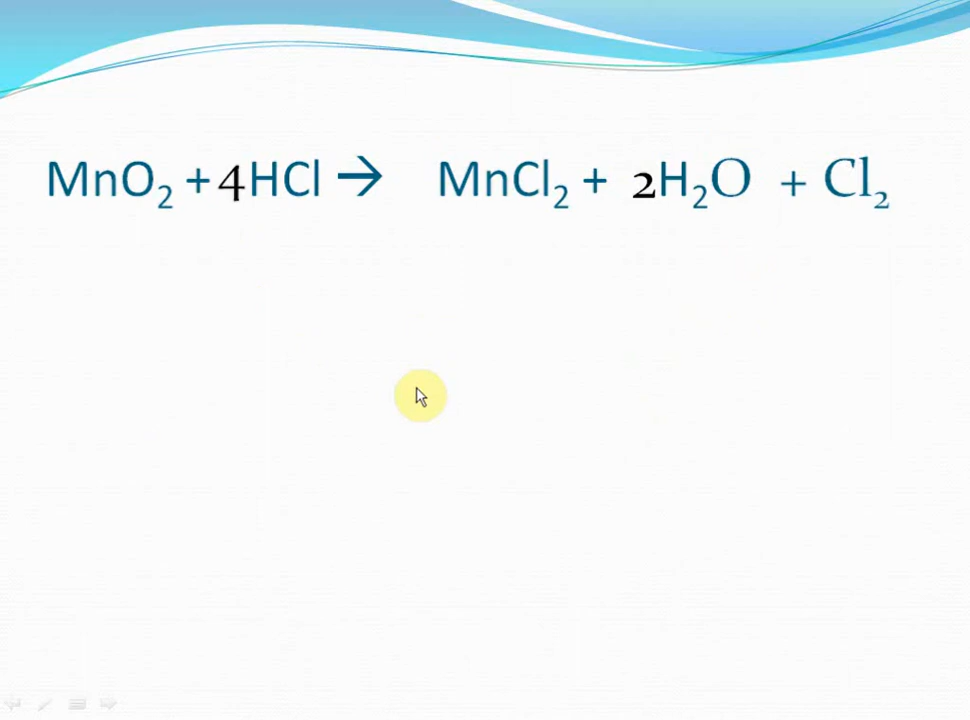 MnO₂ + 4HCl → MnCl₂ + 2H₂O + Cl₂